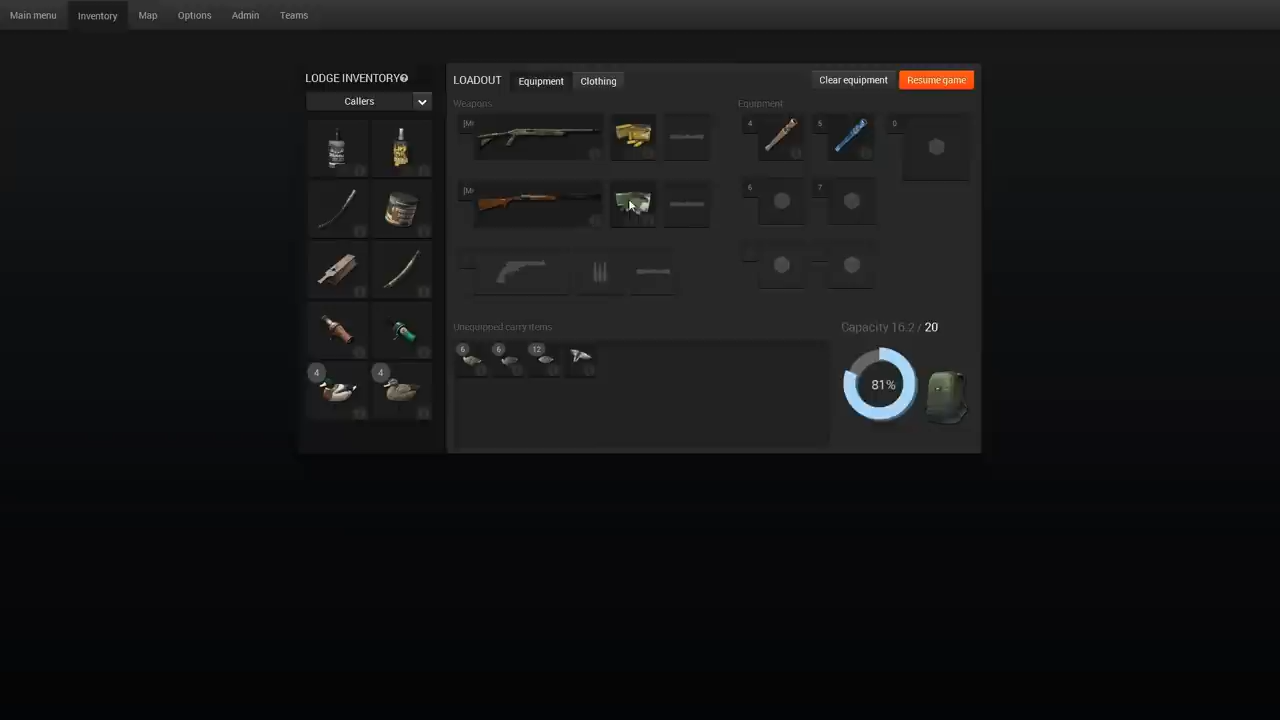 Main menu
Inventory
Map
Options
Admin
Teams
LODGE INVENTORY
Callers
LOADOUT
Equipment
Clothing
Clear equipment
Resume game
Weapons
Equipment
[M
4
5
0
[M
6
7
Unequipped carry items
Capacity 16.2 / 20
6
6
12
81%
4
4